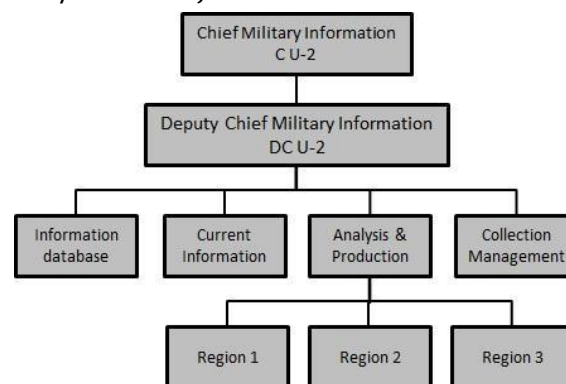 Chief Military Information
C U-2
Deputy Chief Military Information
DC U-2
Information
database
Current
Information
Analysis &
Production
Collection
Management
Region 1
Region 2
Region 3